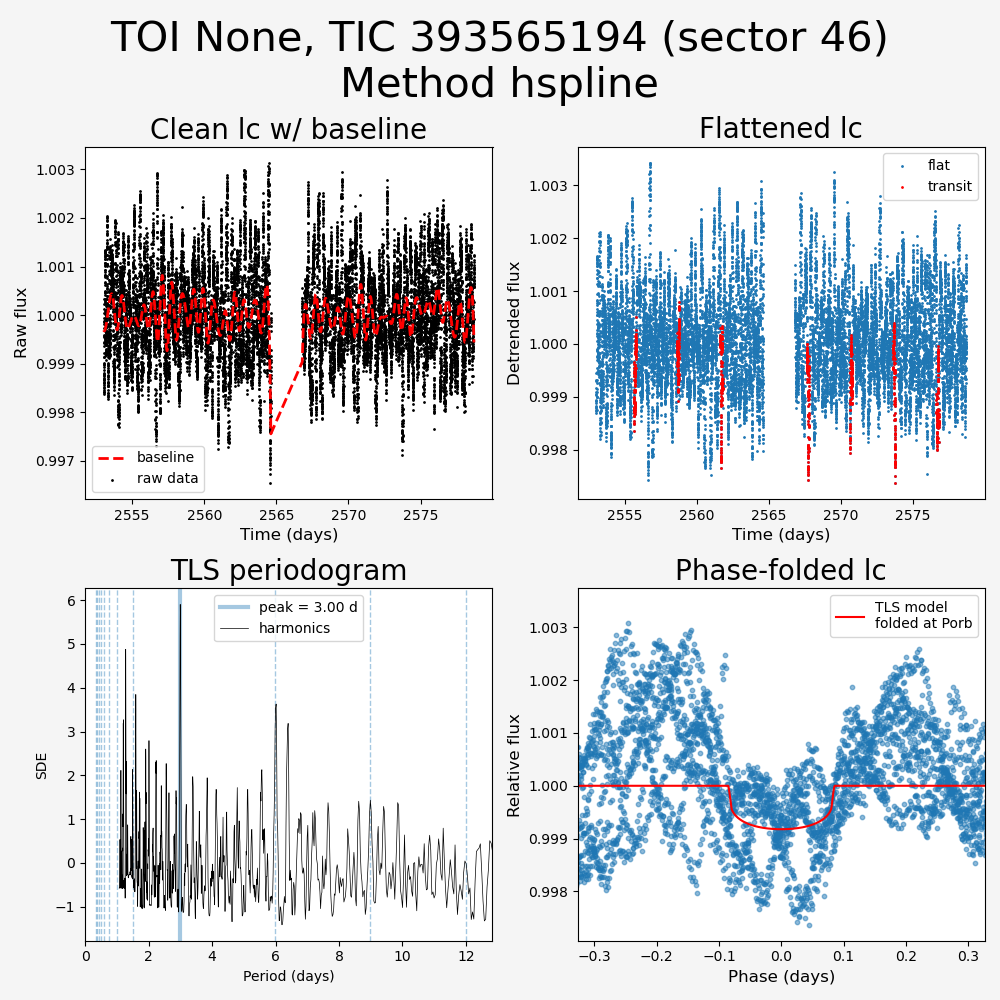 TOI None, TIC 393565194 (sector 46)
Method hspline
Clean lc w/ baseline
Raw flux
1.003
1.002
1.001
1.000
0.999
0.998
0.997
baseline
raw data
2555
2560
2565
2570
2575
Time (days)
Flattened lc
Detrended flux
1.003
1.002
1.001
1.000
0.999
0.998
flat
transit
2555
2560
2565
2570
2575
Time (days)
TLS periodogram
SDE
6
5
4
3
2
1
0
−1
peak = 3.00 d
harmonics
0
2
4
6
8
10
12
Period (days)
Phase-folded lc
Relative flux
1.003
1.002
1.001
1.000
0.999
0.998
TLS model
folded at Porb
−0.3
−0.2
−0.1
0.0
0.1
0.2
0.3
Phase (days)